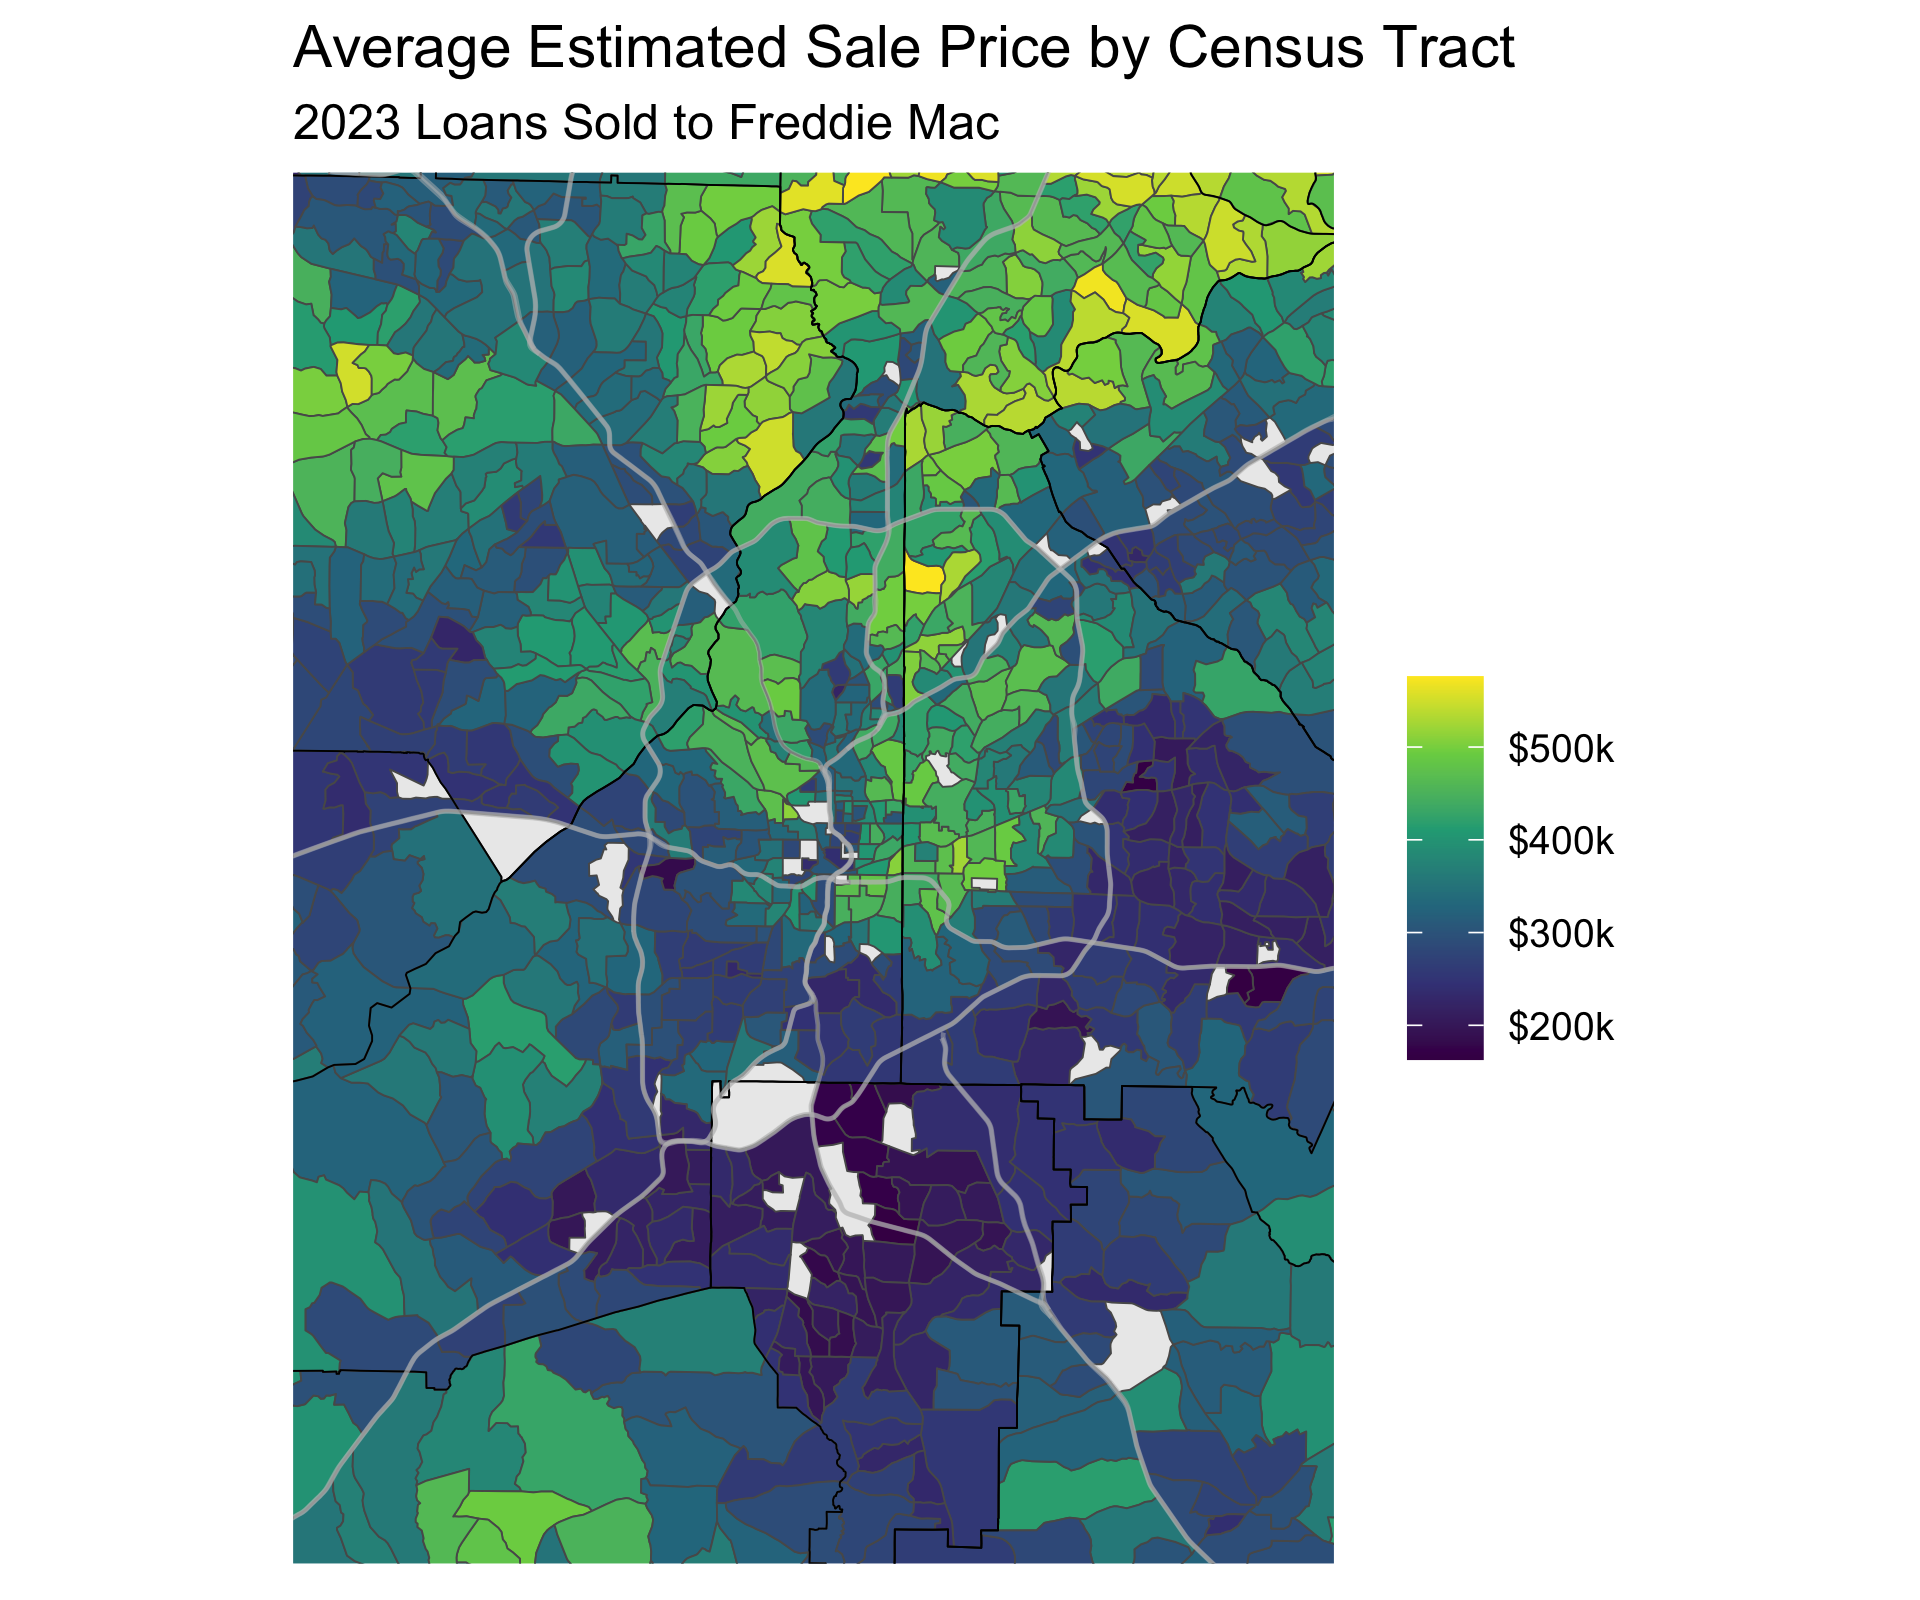 Average Estimated Sale Price by Census Tract
2023 Loans Sold to Freddie Mac
$500k
$400k
$300k
$200k